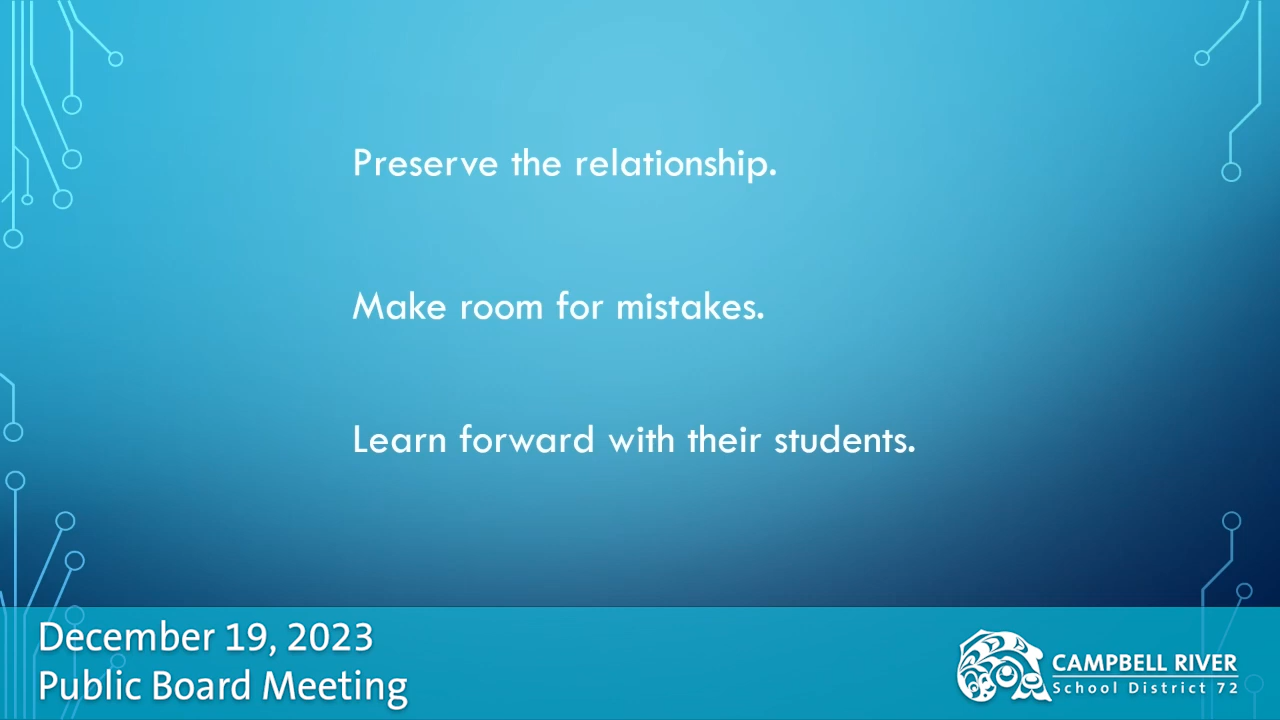 Preserve the relationship.
Make room for mistakes.
Learn forward with their students.
December 19, 2023
Public Board Meeting
CAMPBELL RIVER
School District 72